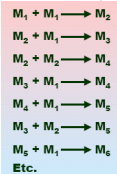 M₁ + M₁ ⟶ M₂
M₂ + M₁ ⟶ M₃
M₂ + M₂ ⟶ M₄
M₃ + M₁ ⟶ M₄
M₄ + M₁ ⟶ M₅
M₃ + M₂ ⟶ M₅
M₅ + M₁ ⟶ M₆
Etc.